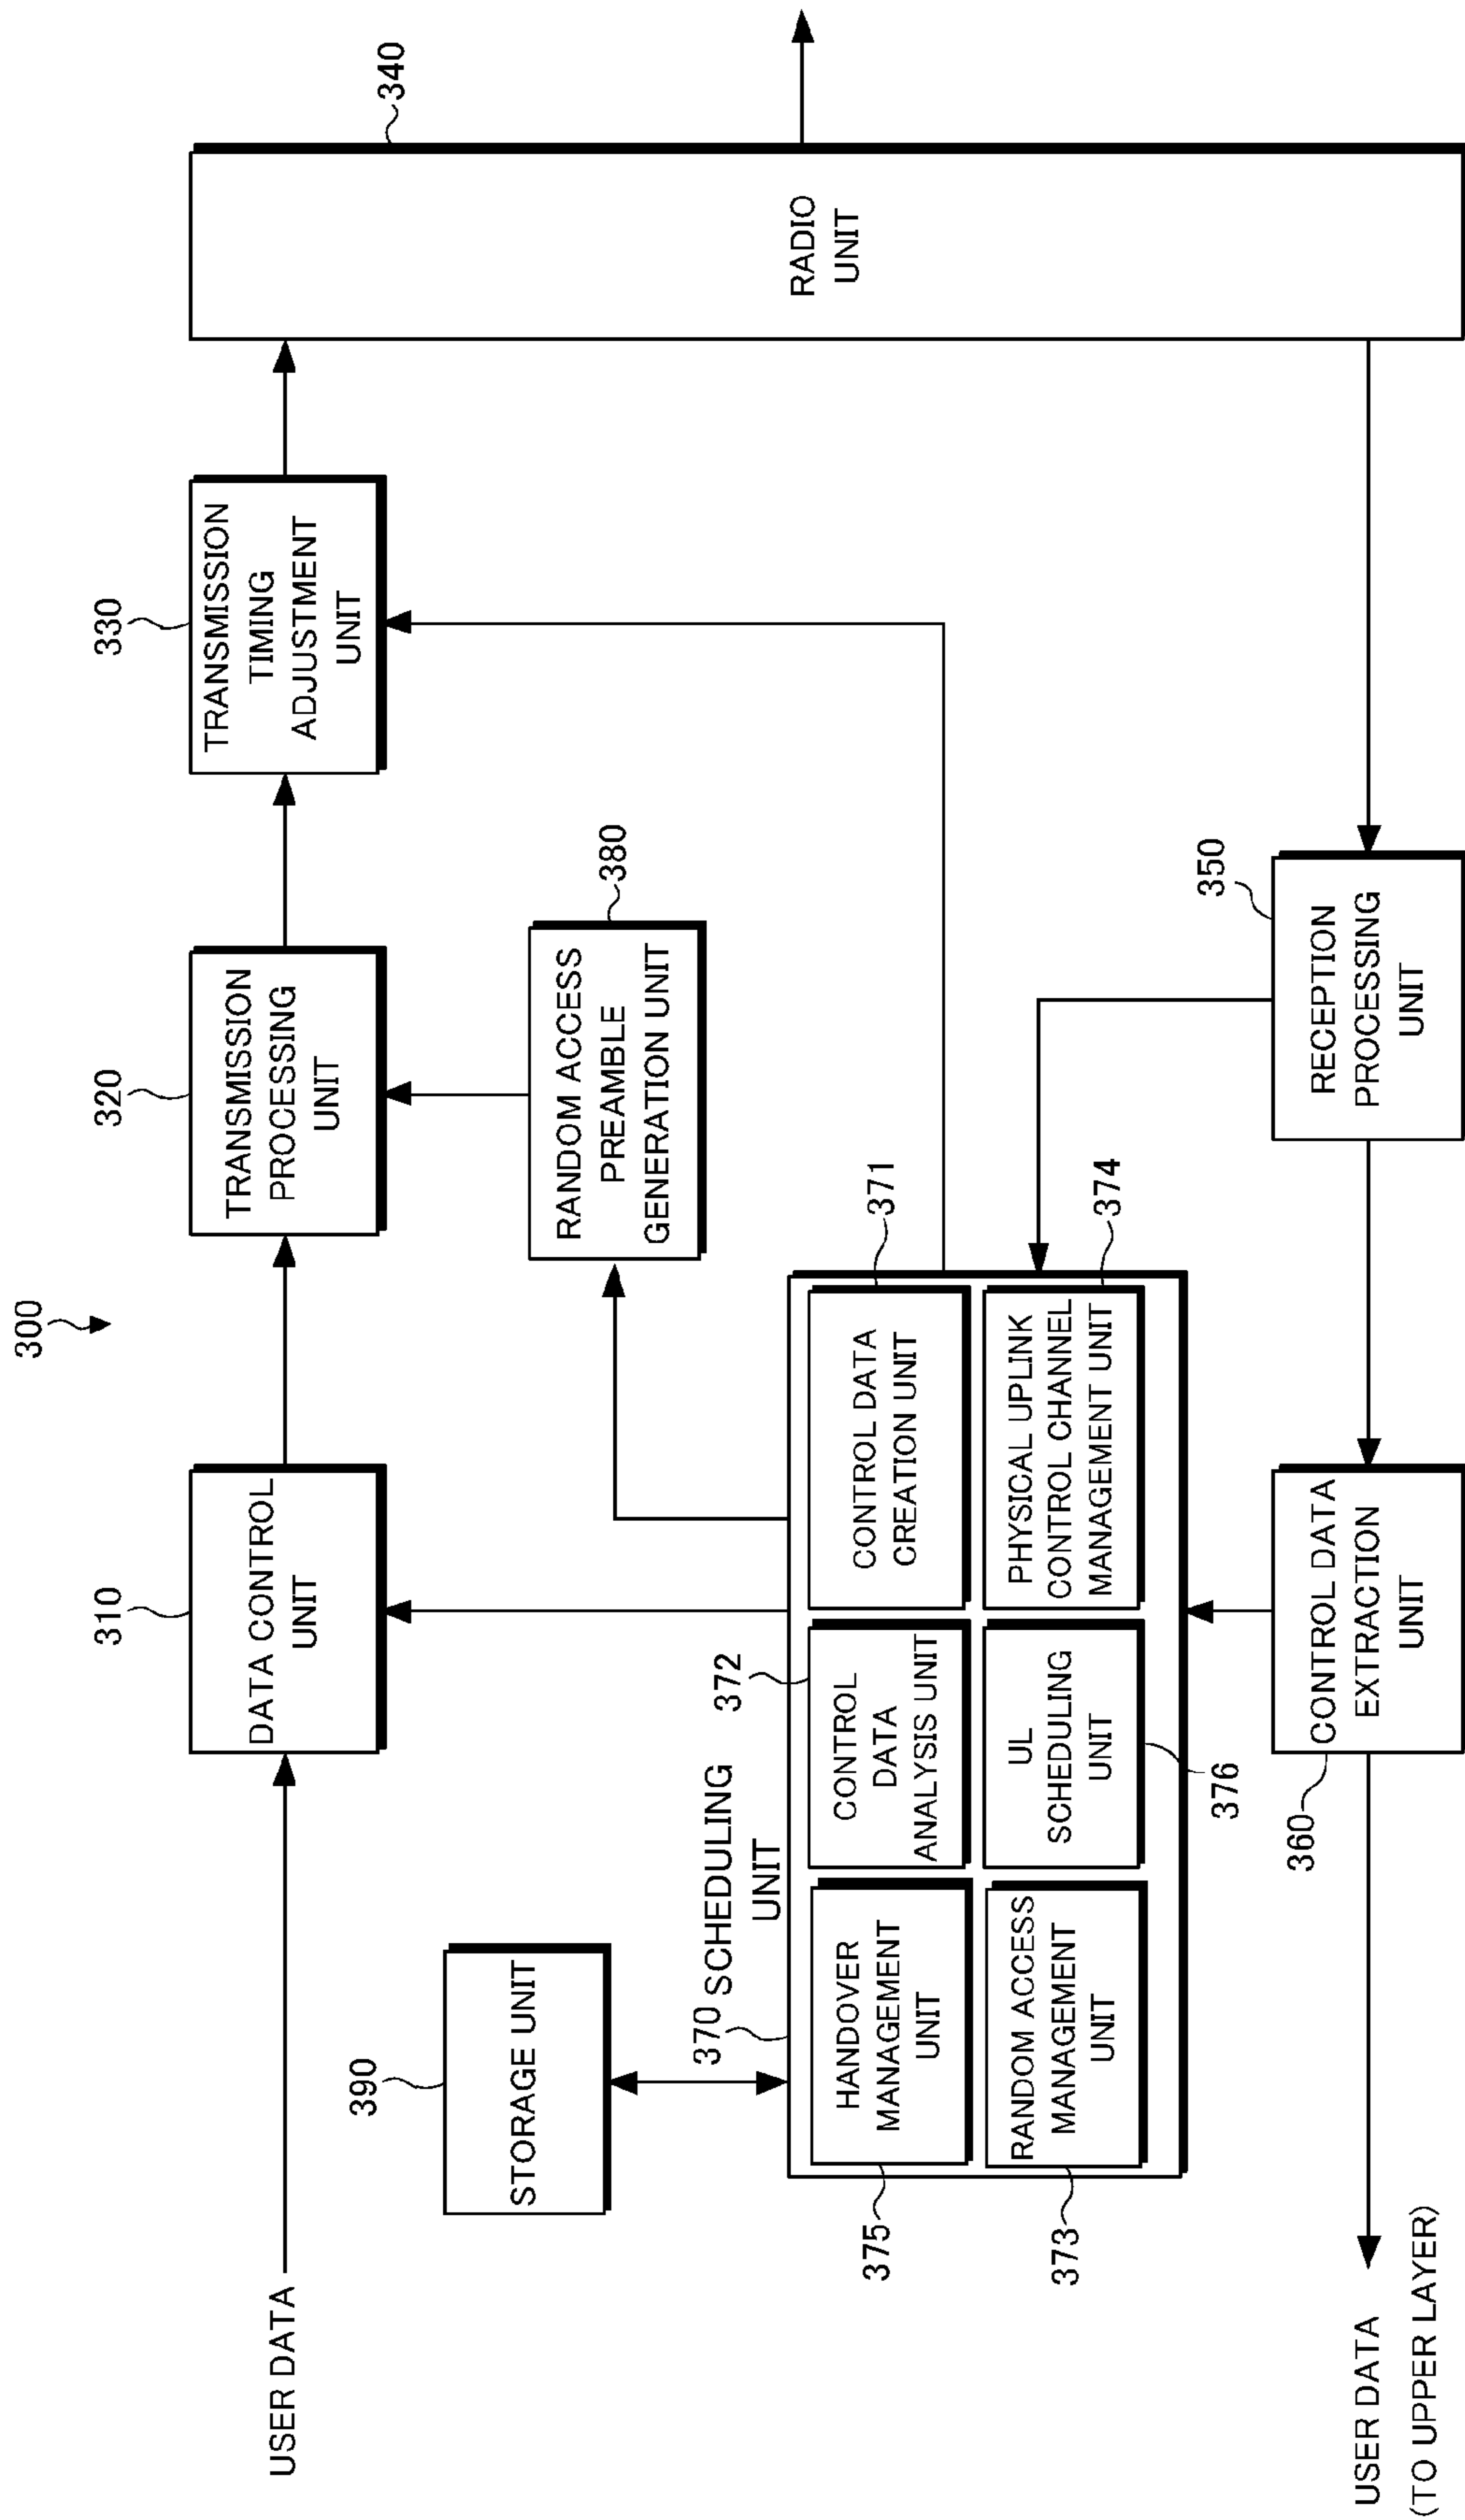 300
310
320
330
340
USER DATA
DATA CONTROL
UNIT
TRANSMISSION
PROCESSING
UNIT
TRANSMISSION
TIMING
ADJUSTMENT
UNIT
RADIO
UNIT
390
STORAGE UNIT
380
RANDOM ACCESS
PREAMBLE
GENERATION UNIT
370 SCHEDULING
UNIT
372
371
HANDOVER
MANAGEMENT
UNIT
CONTROL
DATA
ANALYSIS UNIT
CONTROL DATA
CREATION UNIT
375
RANDOM ACCESS
MANAGEMENT
UNIT
UL
SCHEDULING
UNIT
PHYSICAL UPLINK
CONTROL CHANNEL
MANAGEMENT UNIT
373
376
374
360
350
CONTROL DATA
EXTRACTION
UNIT
RECEPTION
PROCESSING
UNIT
USER DATA
(TO UPPER LAYER)